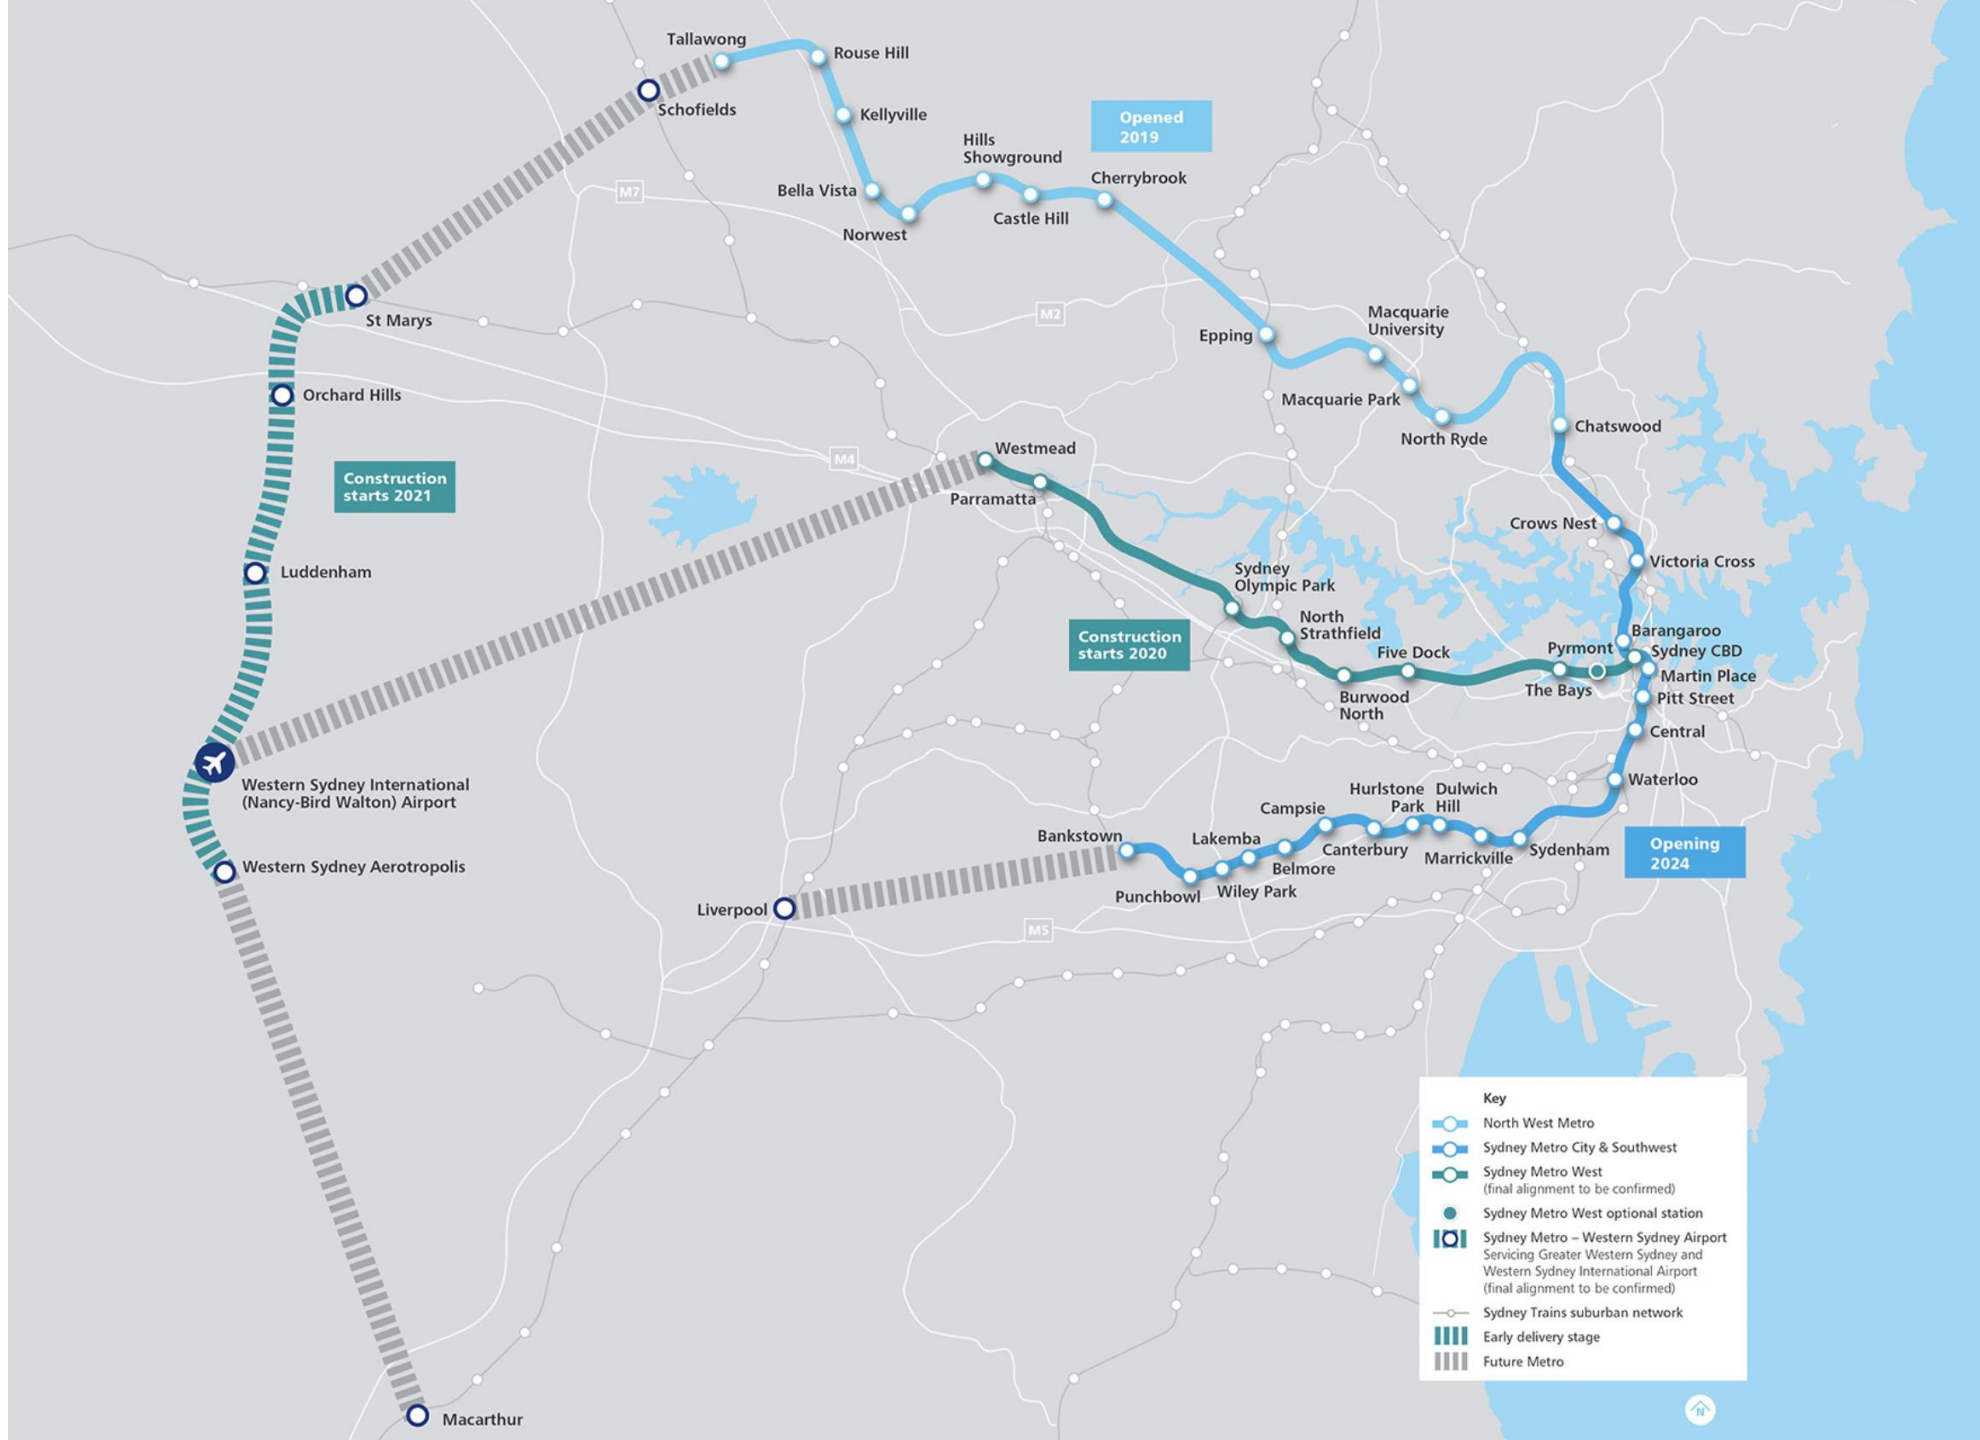 Tallawong
Rouse Hill
Schofields
Kellyville
Opened
2019
Hills
Showground
Cherrybrook
M7
Bella Vista
Castle Hill
Norwest
St Marys
M2
Macquarie
University
Epping
Orchard Hills
Macquarie Park
North Ryde
Chatswood
Westmead
M4
Construction
starts 2021
Parramatta
Crows Nest
Victoria Cross
Luddenham
Sydney
Olympic Park
North
Strathfield
Construction
starts 2020
Five Dock
Pyrmont
Barangaroo
Sydney CBD
Martin Place
The Bays
Burwood
North
Pitt Street
Central
Western Sydney International
(Nancy-Bird Walton) Airport
Waterloo
Hurlstone
Park
Dulwich
Hill
Campsie
Bankstown
Lakemba
Canterbury
Marrickville
Sydenham
Opening
2024
Western Sydney Aerotropolis
Belmore
Punchbowl
Wiley Park
Liverpool
M5
Macarthur
Key
North West Metro
Sydney Metro City & Southwest
Sydney Metro West
(final alignment to be confirmed)
Sydney Metro West optional station
Sydney Metro – Western Sydney Airport
Servicing Greater Western Sydney and
Western Sydney International Airport
(final alignment to be confirmed)
Sydney Trains suburban network
Early delivery stage
Future Metro
N